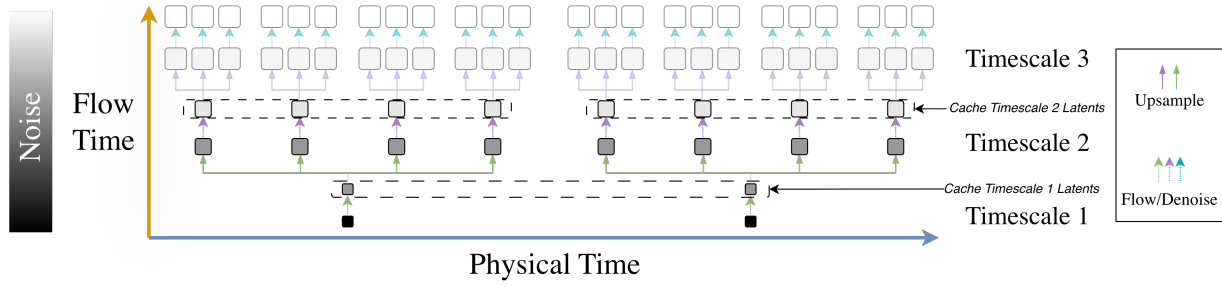 Noise
Flow
Time
Timescale 3
Cache Timescale 2 Latents
Timescale 2
Cache Timescale 1 Latents
Timescale 1
Physical Time
Upsample
Flow/Denoise